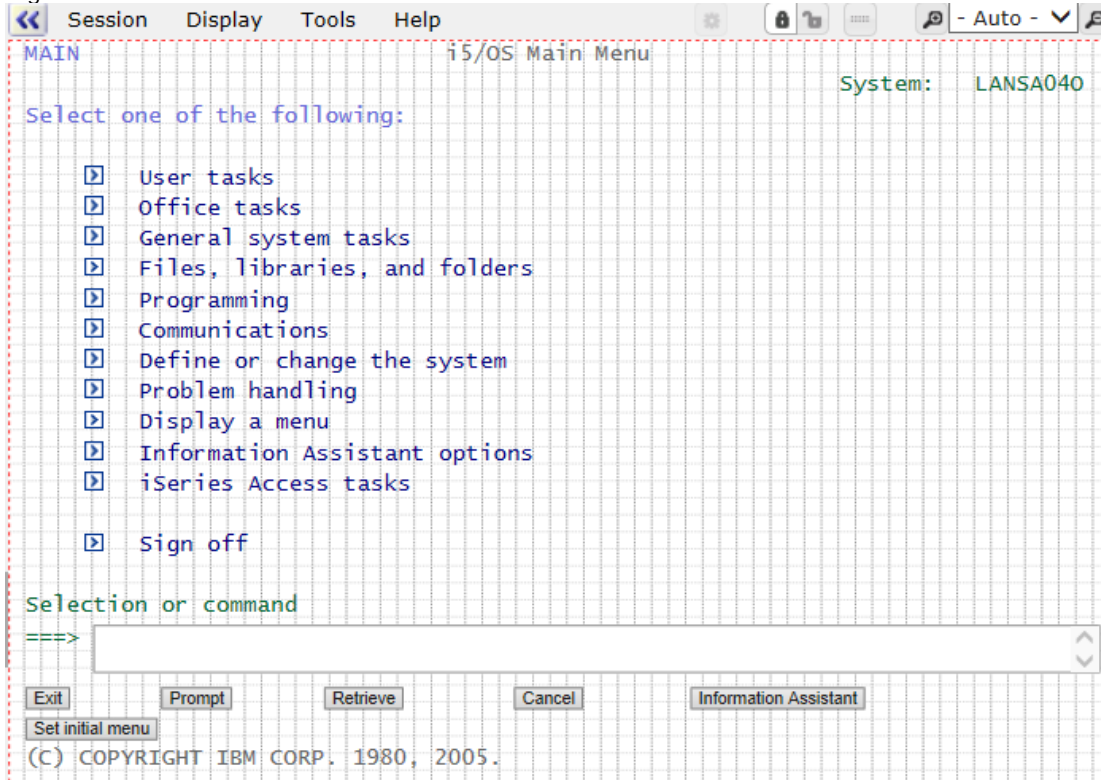 Session Display Tools Help - Auto -
MAIN i5/OS Main Menu
System: LANSA04O
Select one of the following:
User tasks
Office tasks
General system tasks
Files, libraries, and folders
Programming
Communications
Define or change the system
Problem handling
Display a menu
Information Assistant options
iSeries Access tasks
Sign off
Selection or command
===>
Exit Prompt Retrieve Cancel Information Assistant
Set initial menu
(C) COPYRIGHT IBM CORP. 1980, 2005.